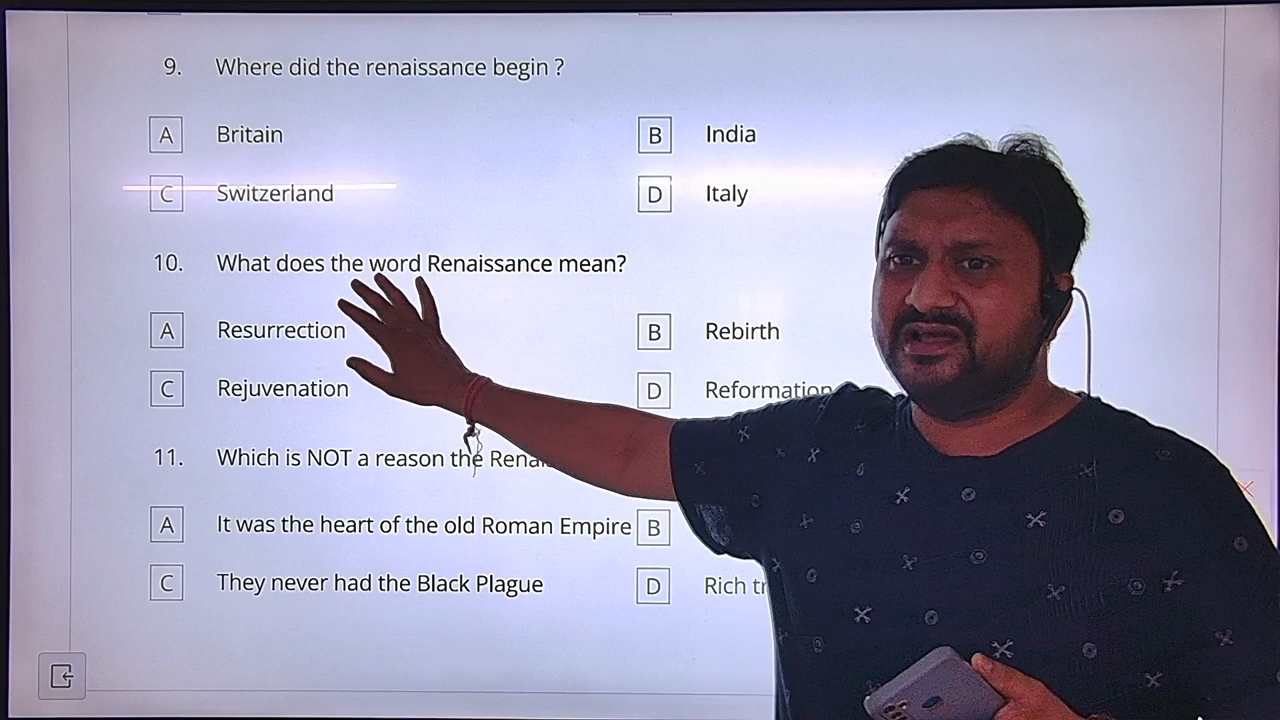 9. Where did the renaissance begin ?
A Britain B India
C Switzerland D Italy
10. What does the word Renaissance mean?
A Resurrection B Rebirth
C Rejuvenation D Reformation
11. Which is NOT a reason the
A It was the heart of the old Roman Empire B
C They never had the Black Plague D Rich